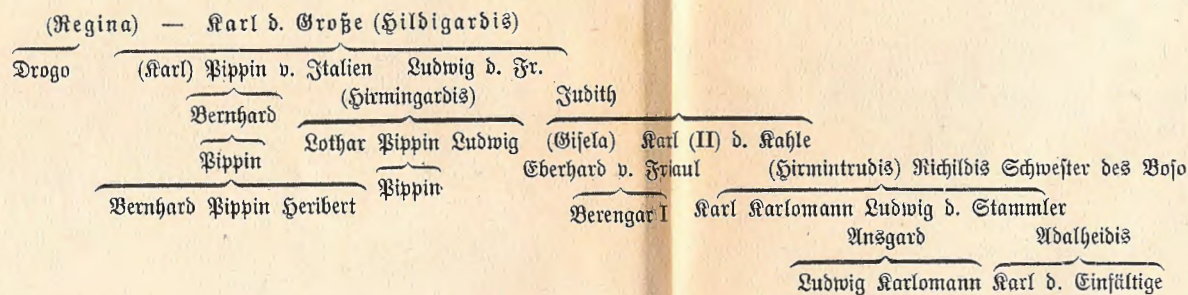 (Regina) — Karl d. Große (Hildigardis)
Drogo (Karl) Pippin v. Italien Ludwig d. Fr.
Bernhard (Hirmingardis) Judith
Pippin Lothar Pippin Ludwig (Gisela) Karl (II) d. Kahle
Bernhard Pippin Heribert Pippin Eberhard v. Friaul (Hirmintrudis) Richildis Schwester des Boso
Berengar I Karl Karlomann Ludwig d. Stammler
Ansgard Adalheidis
Ludwig Karlomann Karl d. Einfältige